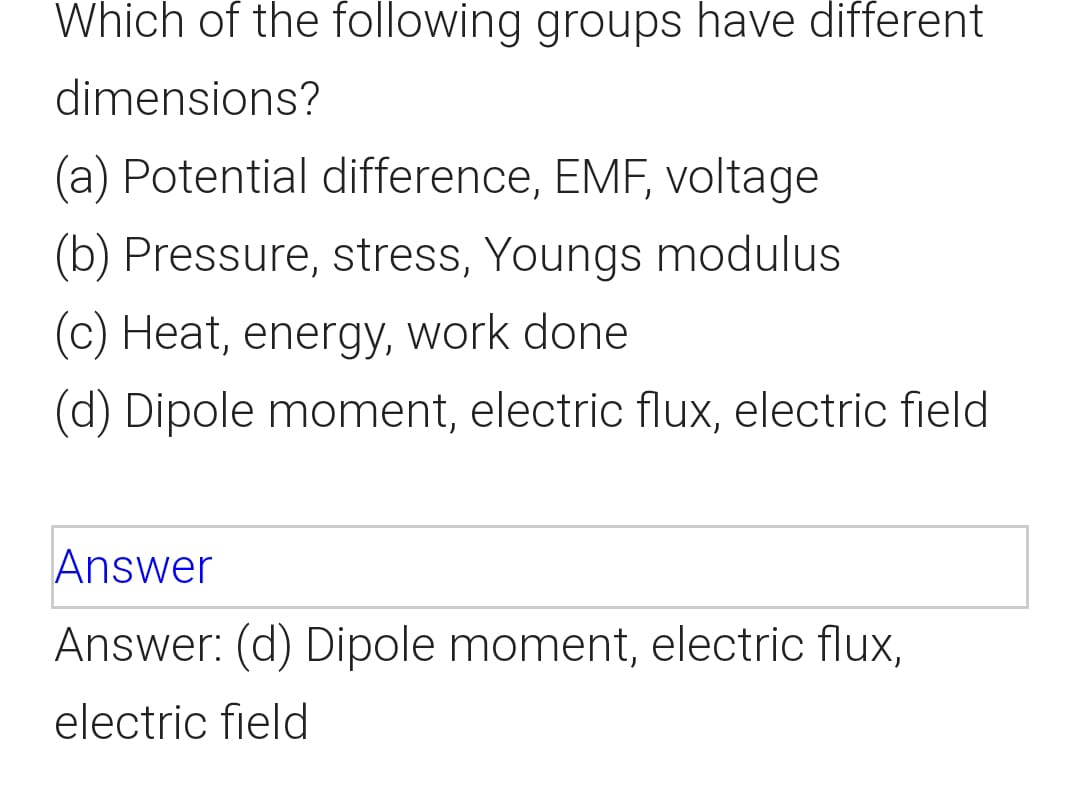 Which of the following groups have different
dimensions?
(a) Potential difference, EMF, voltage
(b) Pressure, stress, Youngs modulus
(c) Heat, energy, work done
(d) Dipole moment, electric flux, electric field
Answer
Answer: (d) Dipole moment, electric flux,
electric field